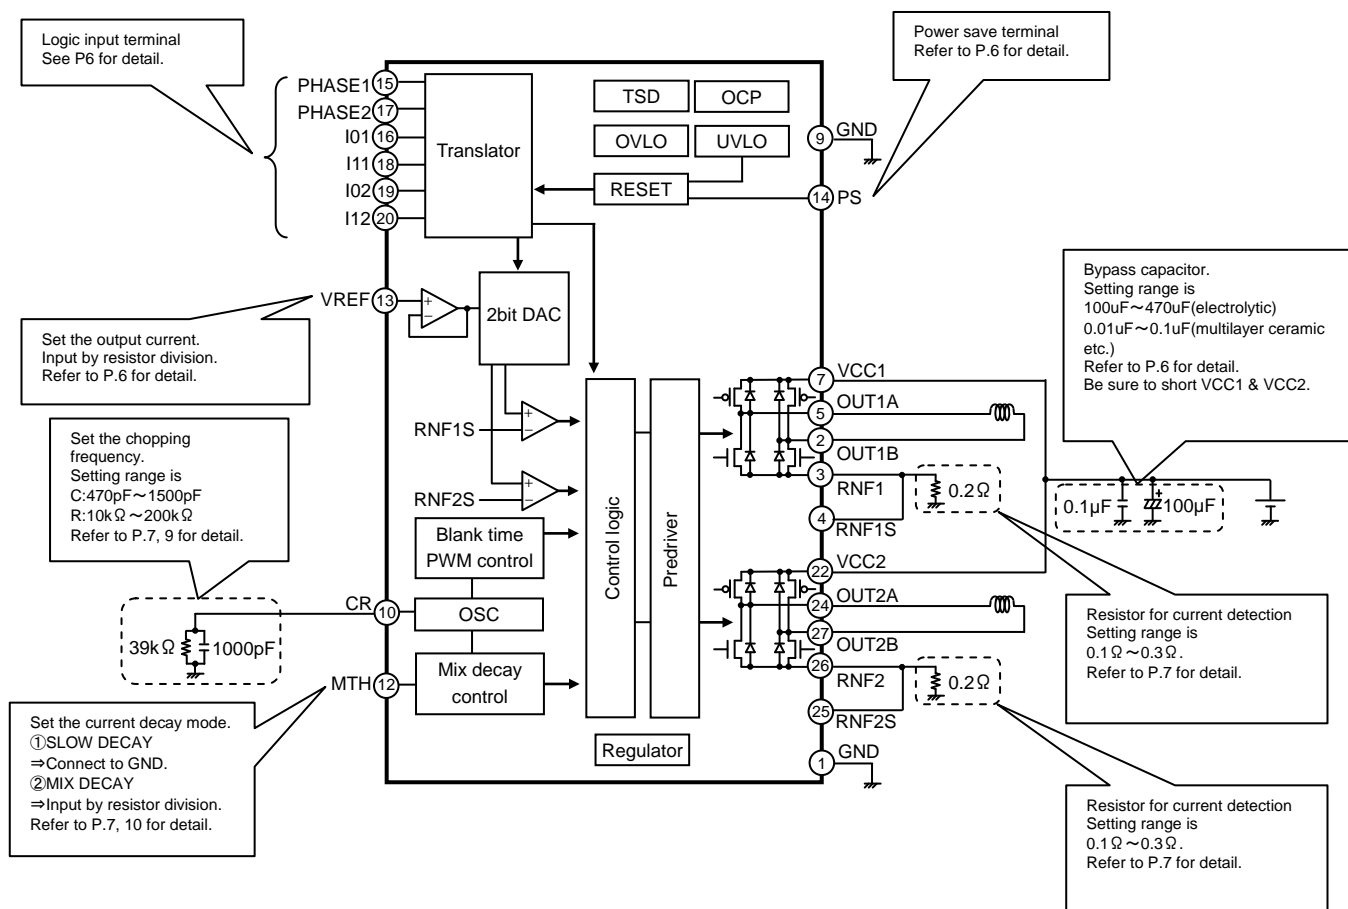 Logic input terminal
See P6 for detail.
Power save terminal
Refer to P.6 for detail.
PHASE1
15
PHASE2
17
I01
16
I11
18
I02
19
I12
20
Translator
TSD
OCP
OVLO
UVLO
RESET
9
GND
14
PS
VREF
13
+
−
2bit DAC
Set the output current.
Input by resistor division.
Refer to P.6 for detail.
Bypass capacitor.
Setting range is
100uF～470uF(electrolytic)
0.01uF～0.1uF(multilayer ceramic
etc.)
Refer to P.6 for detail.
Be sure to short VCC1 & VCC2.
Set the chopping
frequency.
Setting range is
C:470pF～1500pF
R:10kΩ～200kΩ
Refer to P.7, 9 for detail.
RNF1S
+
−
RNF2S
+
−
Blank time
PWM control
OSC
Mix decay
control
Control logic
Predriver
Regulator
7
VCC1
5
OUT1A
2
OUT1B
3
RNF1
4
RNF1S
0.2Ω
0.1µF
+
100µF
22
VCC2
24
OUT2A
27
OUT2B
26
RNF2
25
RNF2S
0.2Ω
1
GND
CR
10
39kΩ
1000pF
MTH
12
Set the current decay mode.
①SLOW DECAY
⇒Connect to GND.
②MIX DECAY
⇒Input by resistor division.
Refer to P.7, 10 for detail.
Resistor for current detection
Setting range is
0.1Ω～0.3Ω.
Refer to P.7 for detail.
Resistor for current detection
Setting range is
0.1Ω～0.3Ω.
Refer to P.7 for detail.